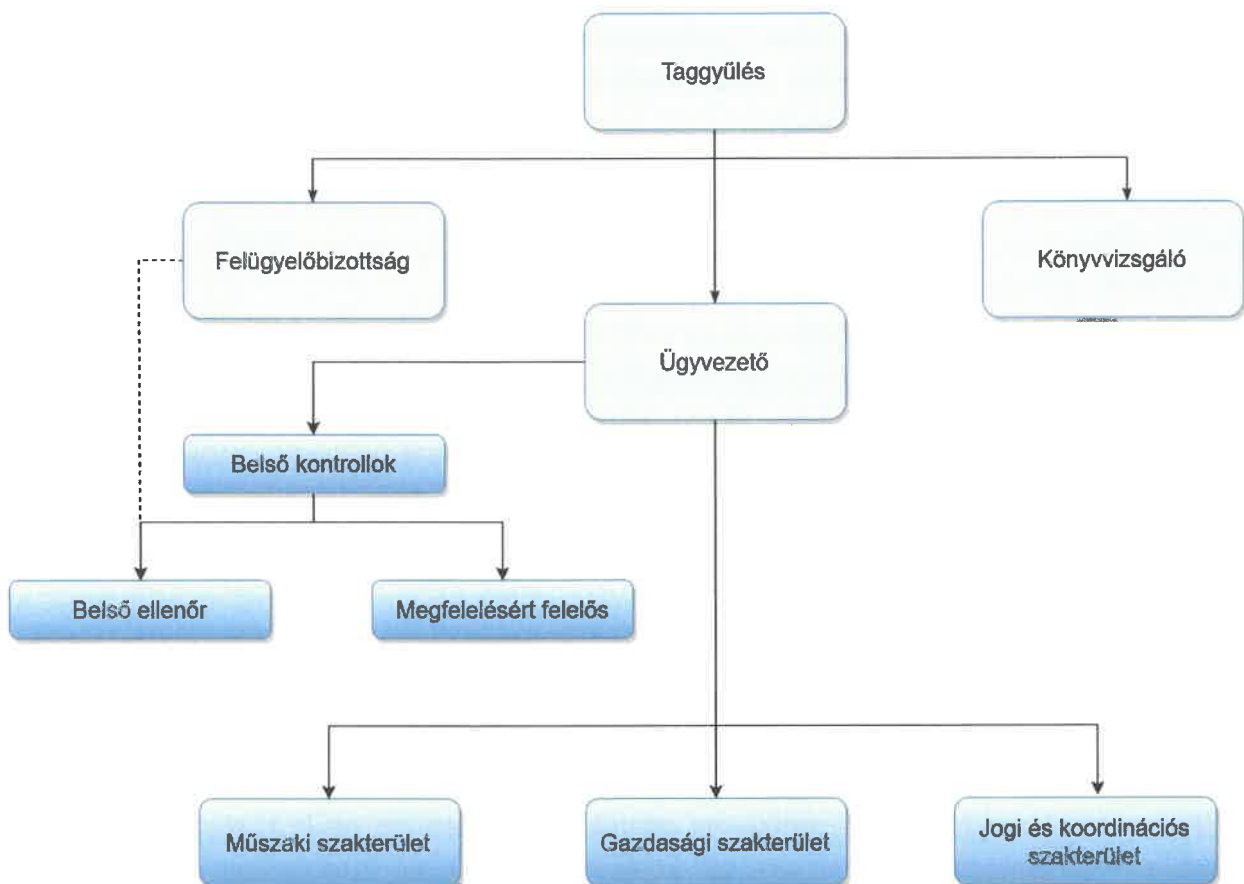 Taggyűlés
Felügyelőbizottság
Könyvvizsgáló
Ügyvezető
Belső kontrollok
Belső ellenőr
Megfelelésért felelős
Műszaki szakterület
Gazdasági szakterület
Jogi és koordinációs
szakterület